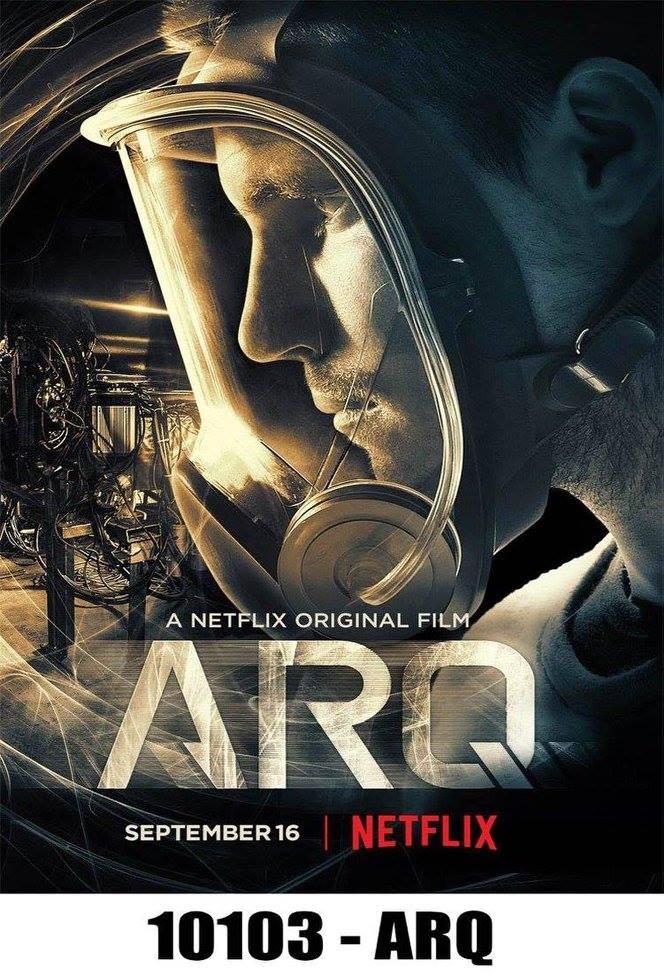 A NETFLIX ORIGINAL FILM
ARQ
SEPTEMBER 16 | NETFLIX
10103 - ARQ